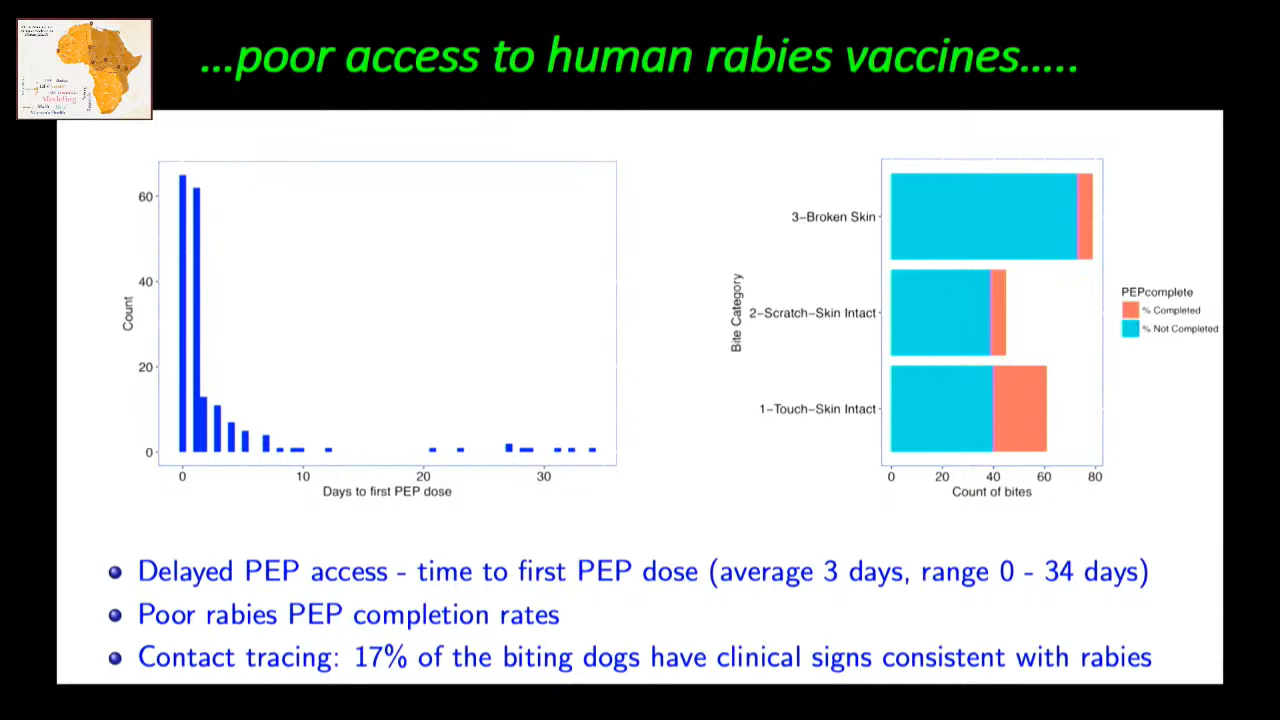 ...poor access to human rabies vaccines.....
Modeling
Women's Health
60
40
20
0
Count
0 10 20 30
Days to first PEP dose
3-Broken Skin
2-Scratch-Skin Intact
1-Touch-Skin Intact
Bite Category
0 20 40 60 80
Count of bites
PEPcomplete
% Completed
% Not Completed
Delayed PEP access - time to first PEP dose (average 3 days, range 0 - 34 days)
Poor rabies PEP completion rates
Contact tracing: 17% of the biting dogs have clinical signs consistent with rabies